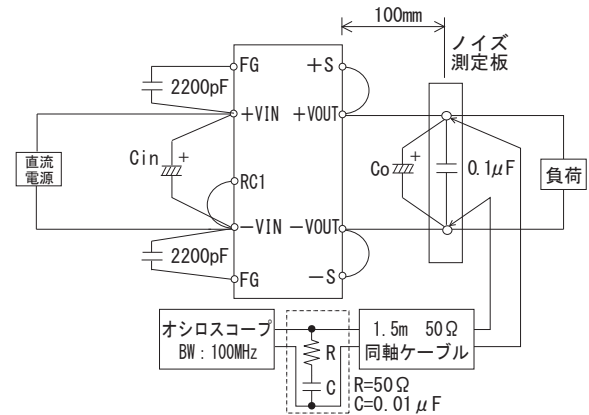 100mm
ノイズ
測定板
FG
+S
2200pF
+VIN
+VOUT
直流
電源
Cin
+
RC1
Co
+
0.1μF
負荷
−VIN
−VOUT
2200pF
FG
−S
オシロスコープ
BW：100MHz
R
C
1.5m 50Ω
同軸ケーブル
R=50Ω
C=0.01μF